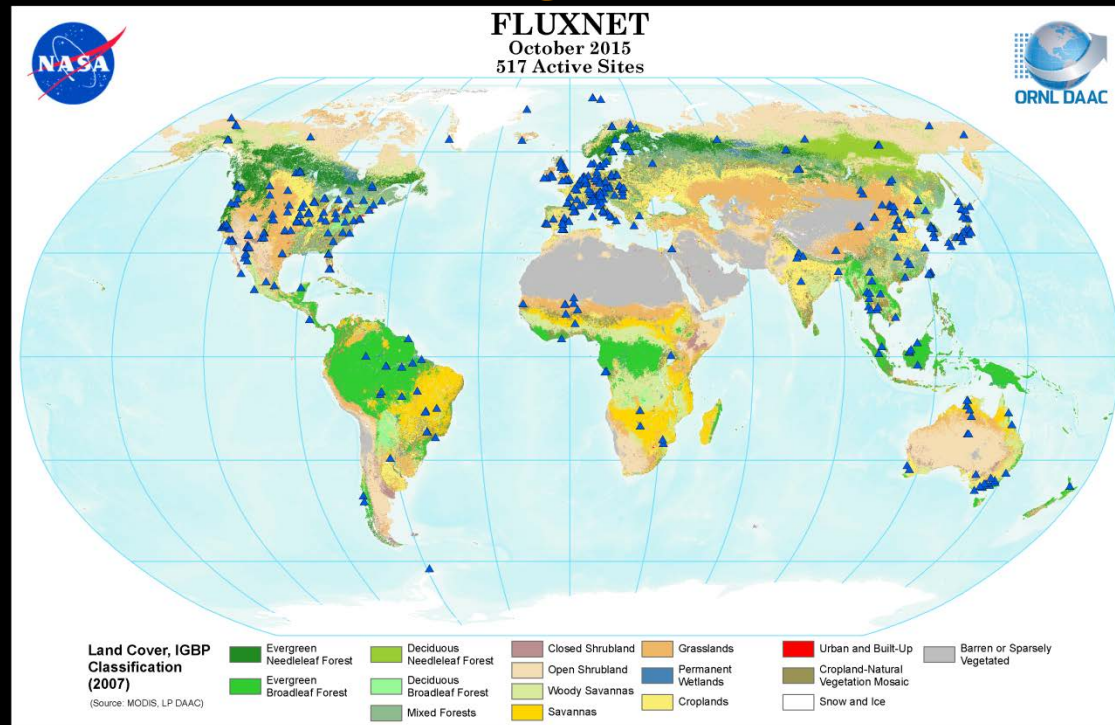 FLUXNET
October 2015
517 Active Sites
NASA
ORNL DAAC
Land Cover, IGBP
Classification
(2007)
(Source: MODIS, LP DAAC)
Evergreen
Needleleaf Forest
Evergreen
Broadleaf Forest
Deciduous
Needleleaf Forest
Deciduous
Broadleaf Forest
Mixed Forests
Closed Shrubland
Open Shrubland
Woody Savannas
Savannas
Grasslands
Permanent
Wetlands
Croplands
Urban and Built-Up
Cropland-Natural
Vegetation Mosaic
Snow and Ice
Barren or Sparsely
Vegetated